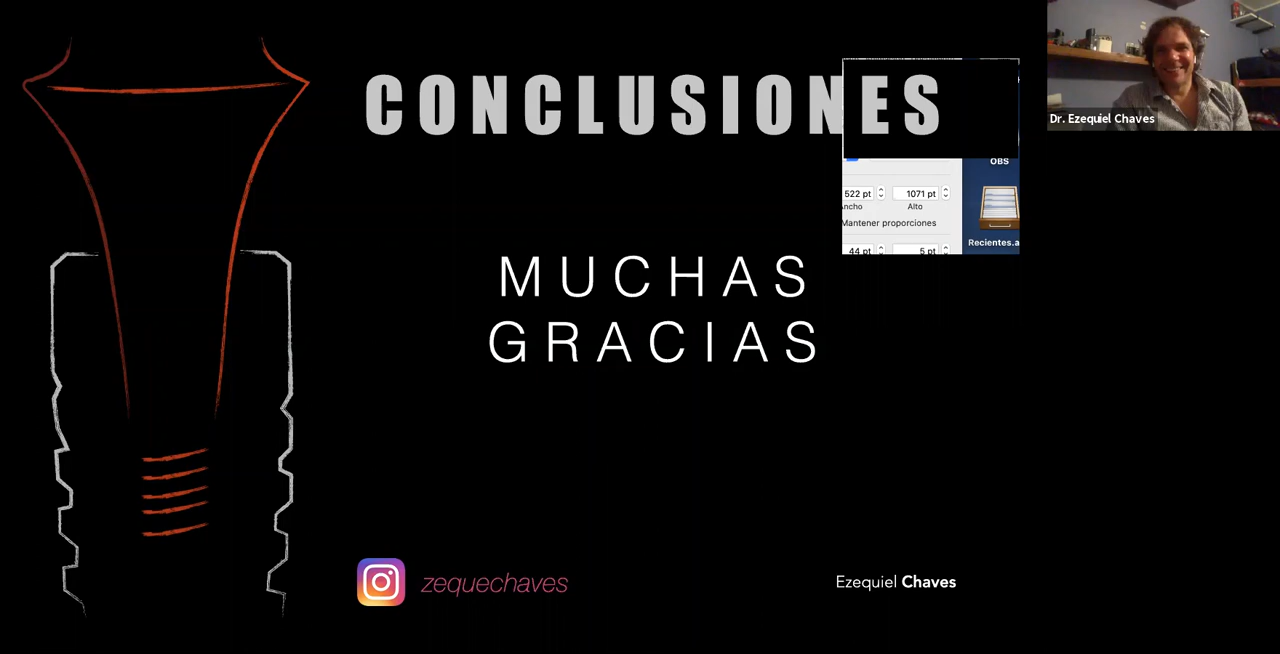 CONCLUSIONES
Dr. Ezequiel Chaves
OBS
522 pt
1071 pt
Ancho
Alto
Mantener proporciones
Recientes.a
44 pt
5 pt
MUCHAS
GRACIAS
zequechaves
Ezequiel Chaves